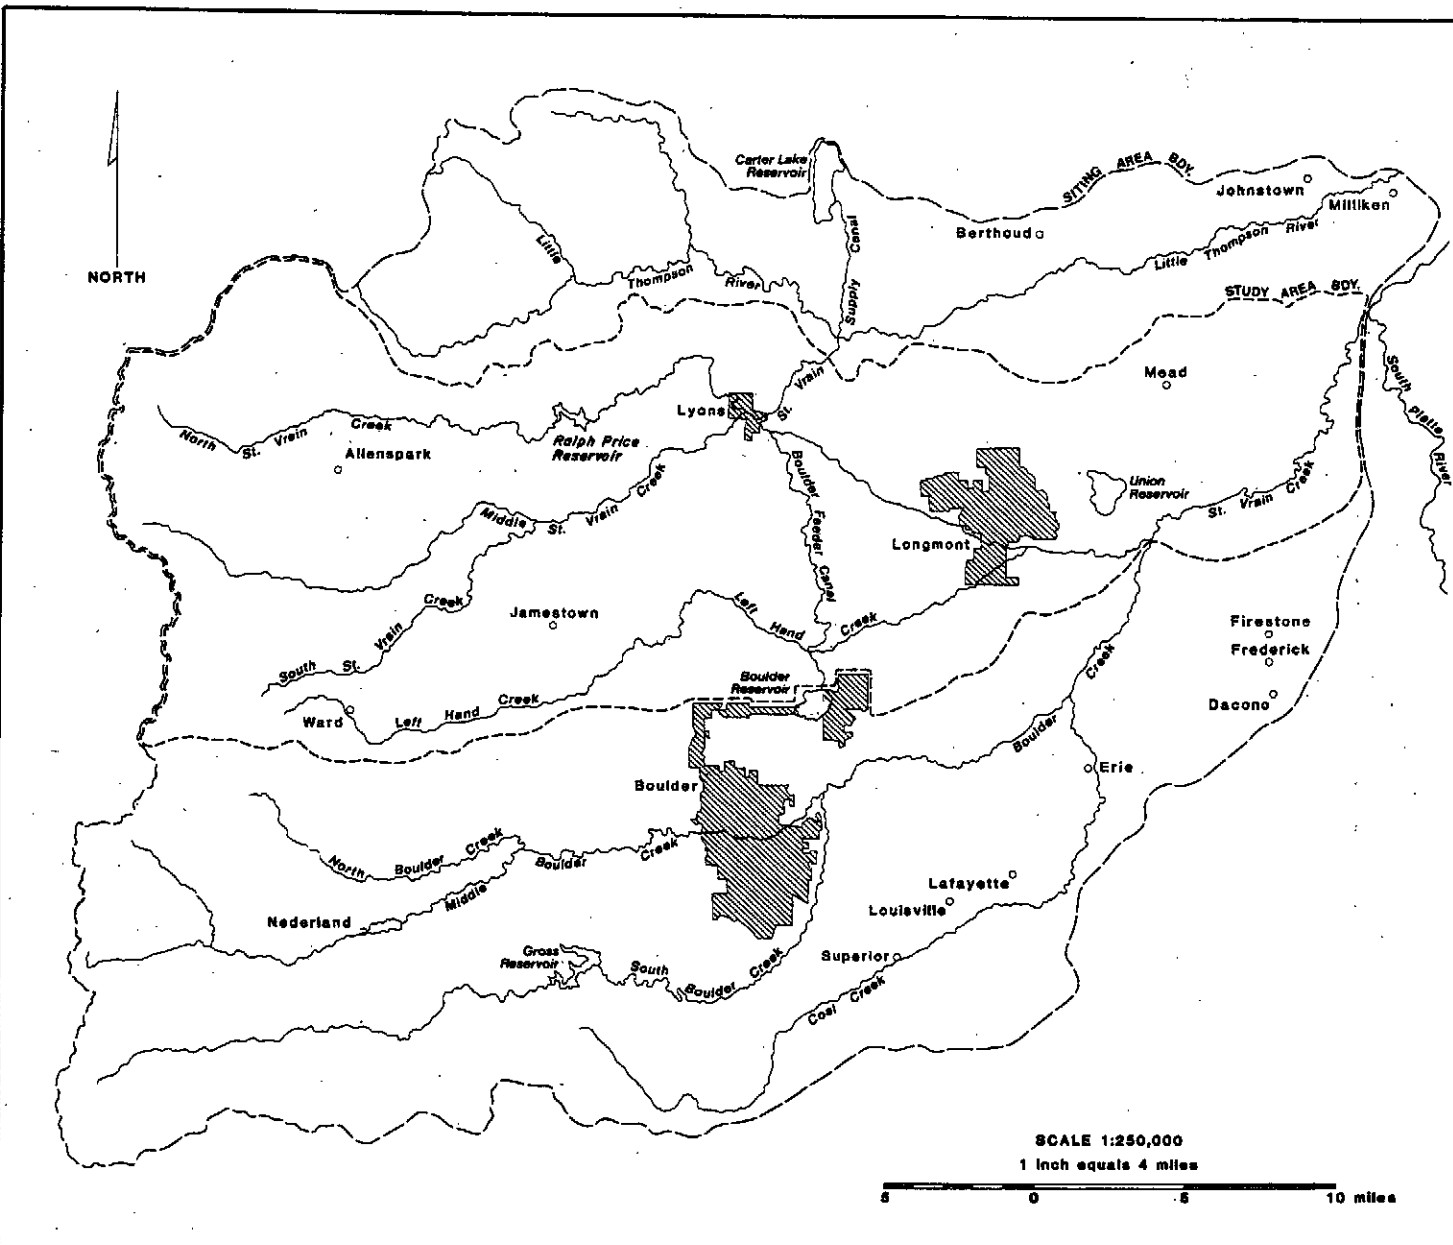 Carter Lake
Reservoir
SITING AREA BDY.
Johnstown
Milliken
Berthoud
NORTH
Little
Thompson
River
Supply Canal
Little Thompson River
STUDY AREA BDY.
Mead
St. Vrain
Lyons
North St. Vrain Creek
Allenspark
Ralph Price
Reservoir
South Platte River
Boulder Feeder Canal
Union
Reservoir
Middle St. Vrain Creek
St. Vrain Creek
Longmont
Jamestown
Left Hand Creek
Firestone
Frederick
South St. Vrain Creek
Boulder
Reservoir
Dacono
Ward
Left Hand Creek
Boulder Creek
Erie
Boulder
North Boulder Creek
Boulder Creek
Middle
Lafayette
Louisville
Nederland
Gross
Reservoir
South Boulder Creek
Superior
Coal Creek
SCALE 1:250,000
1 inch equals 4 miles
5 0 5 10 miles